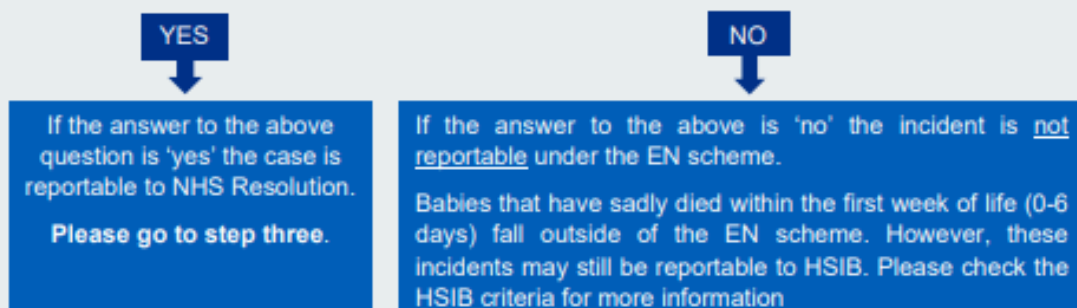 YES
If the answer to the above
question is ‘yes’ the case is
reportable to NHS Resolution.
Please go to step three.
NO
If the answer to the above is ‘no’ the incident is not
reportable under the EN scheme.
Babies that have sadly died within the first week of life (0-6
days) fall outside of the EN scheme. However, these
incidents may still be reportable to HSIB. Please check the
HSIB criteria for more information